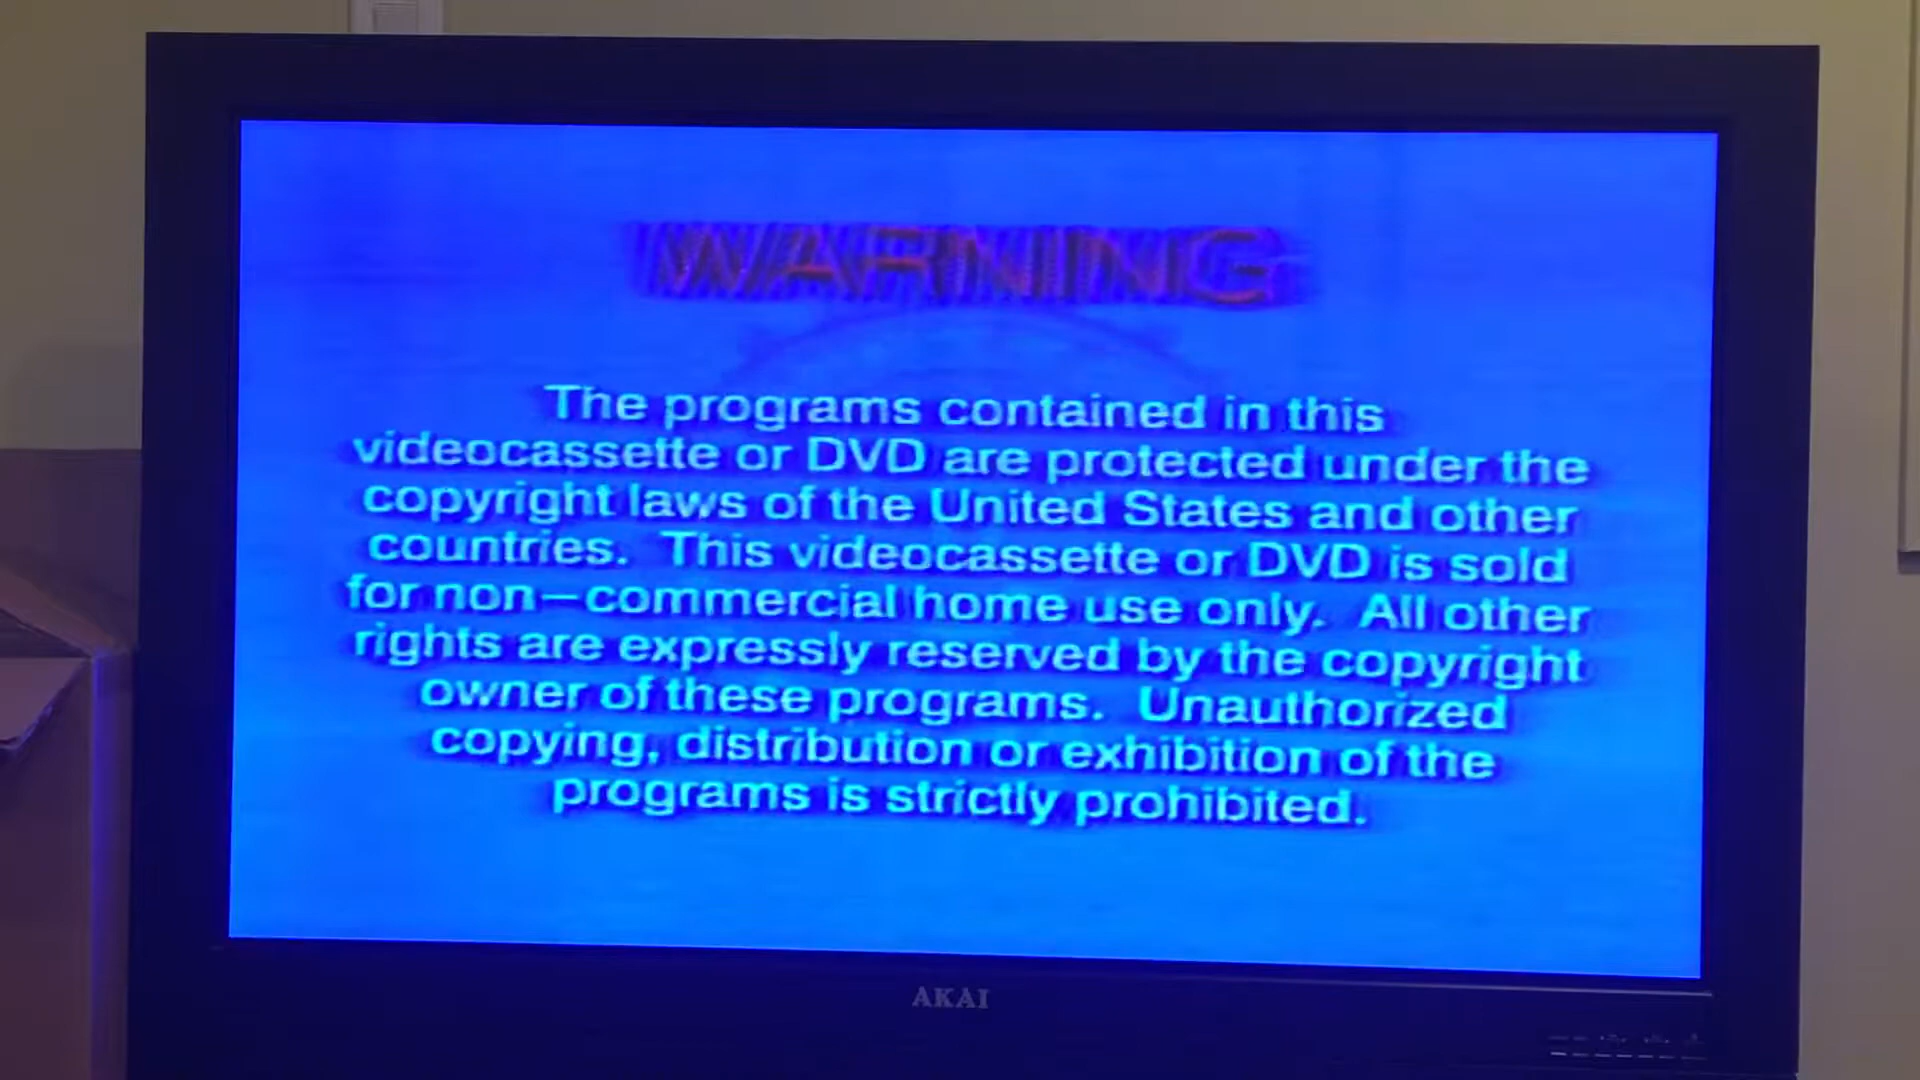 WARNING
The programs contained in this
videocassette or DVD are protected under the
copyright laws of the United States and other
countries. This videocassette or DVD is sold
for non-commercial home use only. All other
rights are expressly reserved by the copyright
owner of these programs. Unauthorized
copying, distribution or exhibition of the
programs is strictly prohibited.
AKAI